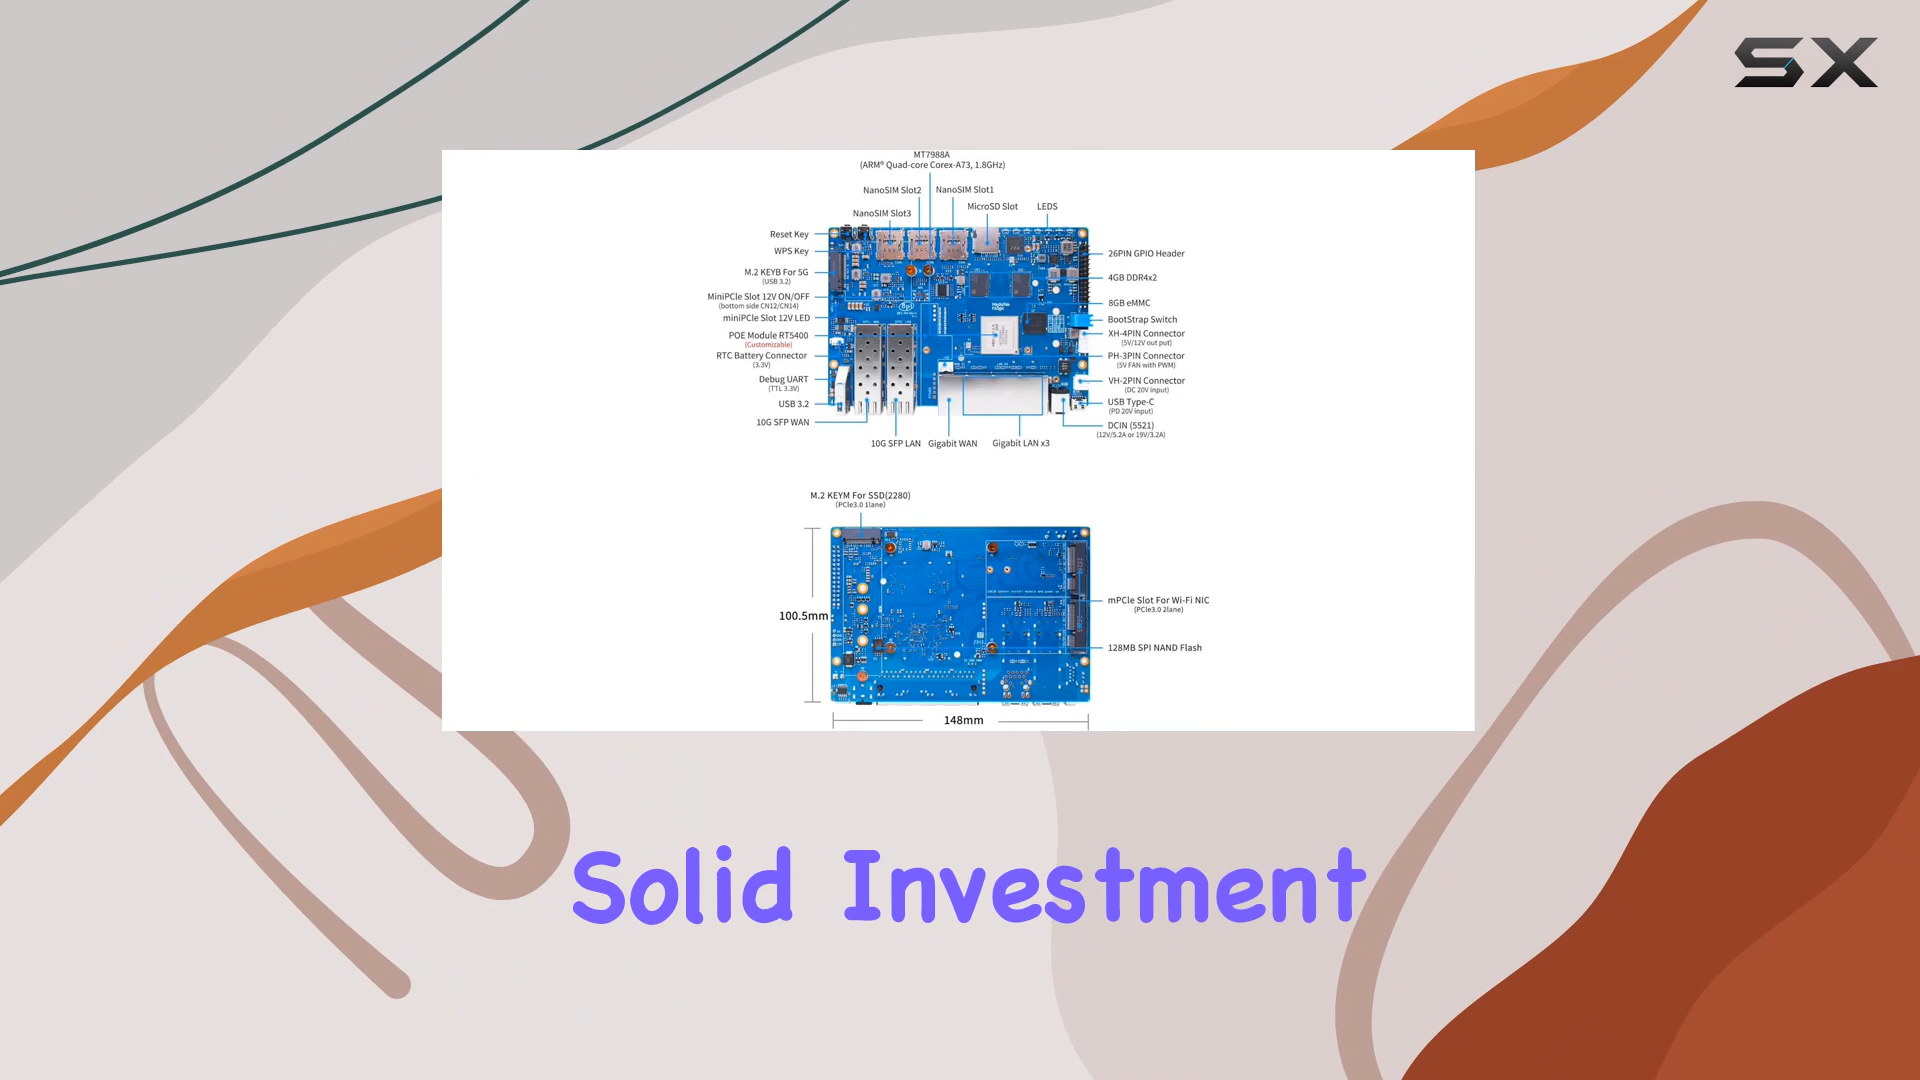 SX
MT7988A
(ARM® Quad-core Corex-A73, 1.8GHz)
NanoSIM Slot2
NanoSIM Slot1
NanoSIM Slot3
MicroSD Slot
LEDS
Reset Key
WPS Key
M.2 KEYB For 5G
(USB 3.2)
MiniPCIe Slot 12V ON/OFF
(bottom side CN12/CN14)
miniPCIe Slot 12V LED
POE Module RT5400
(Customizable)
RTC Battery Connector
(3.3V)
Debug UART
(TTL 3.3V)
USB 3.2
10G SFP WAN
10G SFP LAN
Gigabit WAN
Gigabit LAN x3
26PIN GPIO Header
4GB DDR4x2
8GB eMMC
BootStrap Switch
XH-4PIN Connector
(5V/12V out put)
PH-3PIN Connector
(5V FAN with PWM)
VH-2PIN Connector
(DC 20V input)
USB Type-C
(PD 20V input)
DCIN (5521)
(12V/5.2A or 19V/3.2A)
M.2 KEYM For SSD(2280)
(PCIe3.0 1lane)
100.5mm
mPCIe Slot For Wi-Fi NIC
(PCIe3.0 2lane)
128MB SPI NAND Flash
148mm
Solid Investment